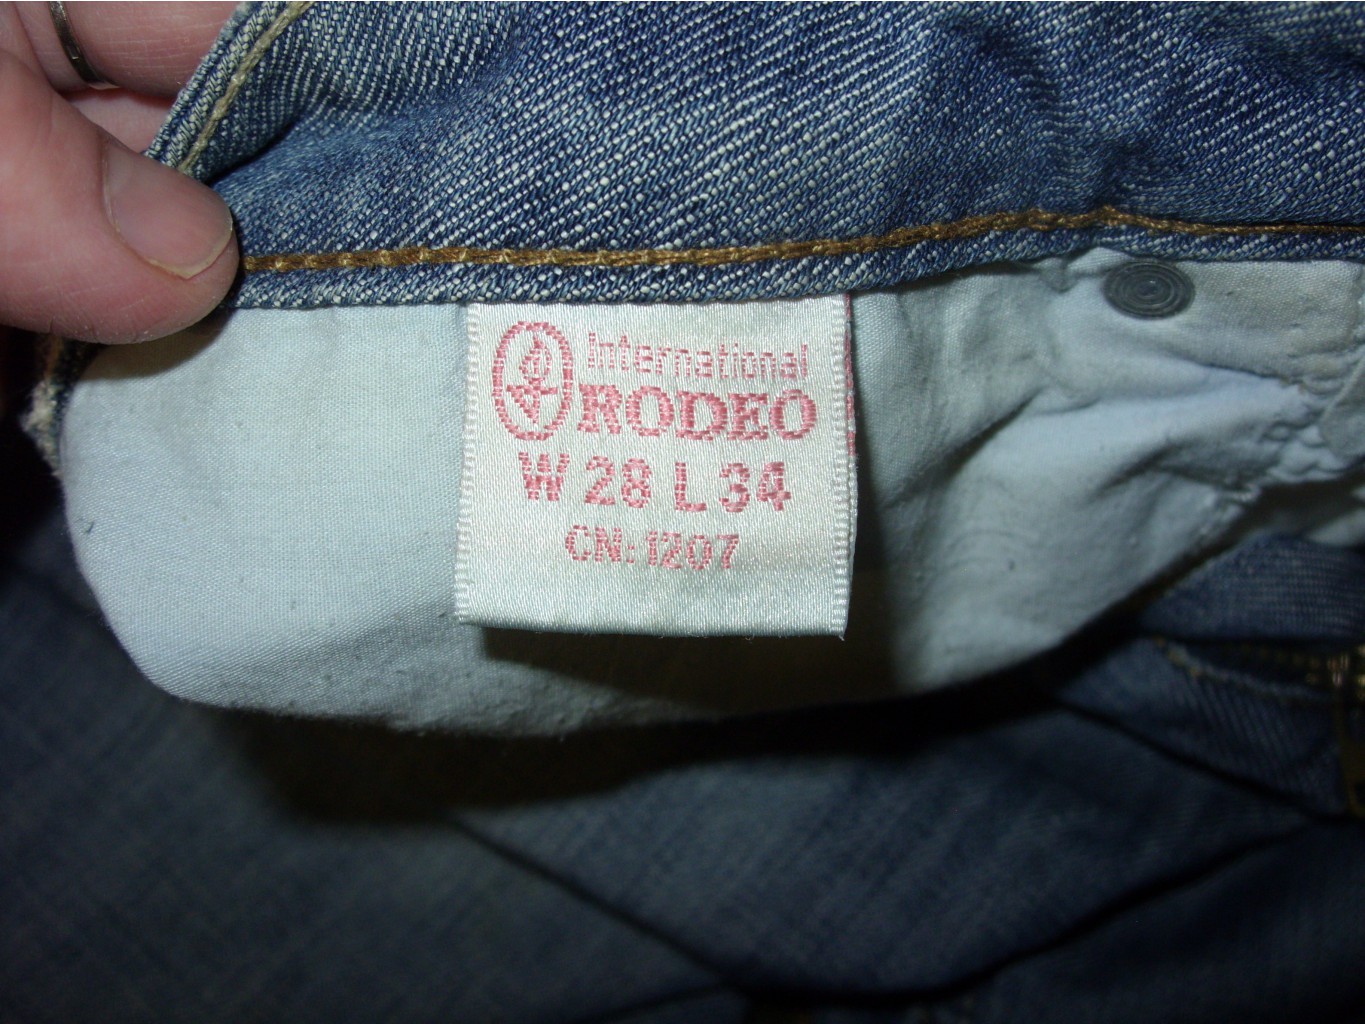 International
RODEO
W 28 L 34
CN: 1207